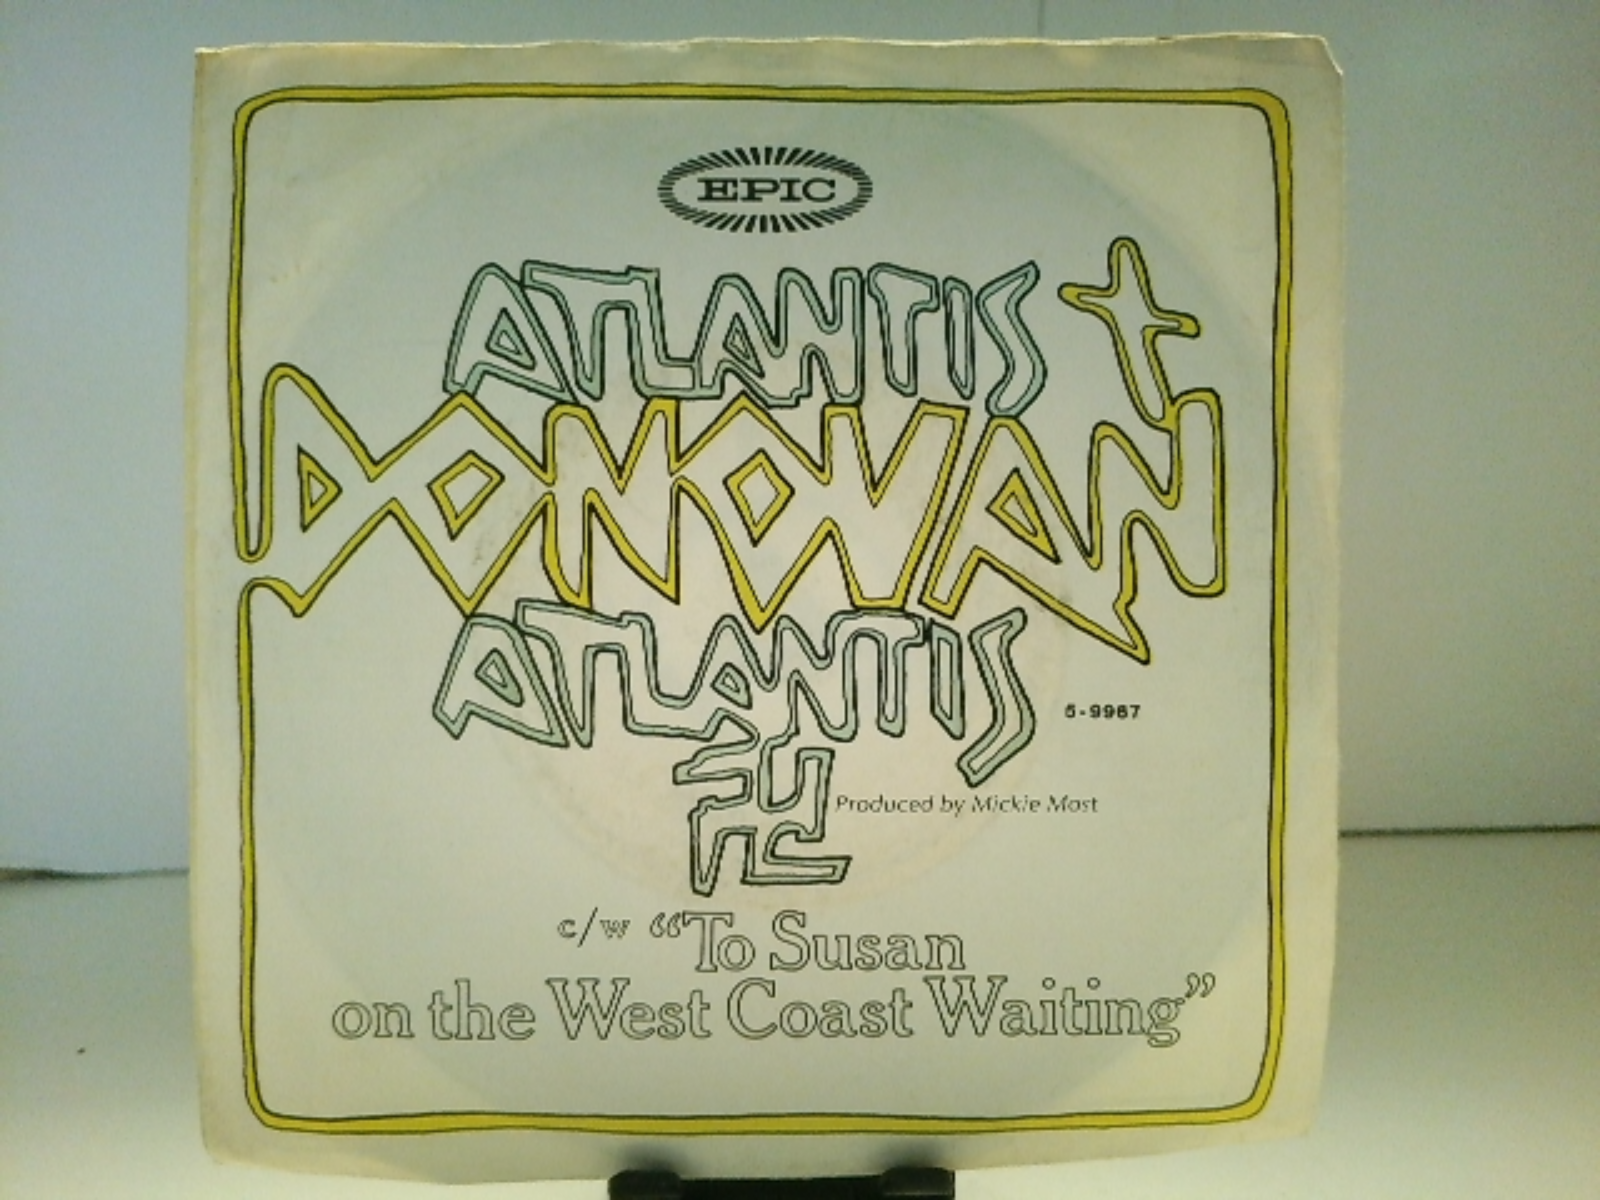 EPIC
ATLANTIS
DONOVAN
ATLANTIS
5-9967
Produced by Mickie Most
c/w “To Susan
on the West Coast Waiting”